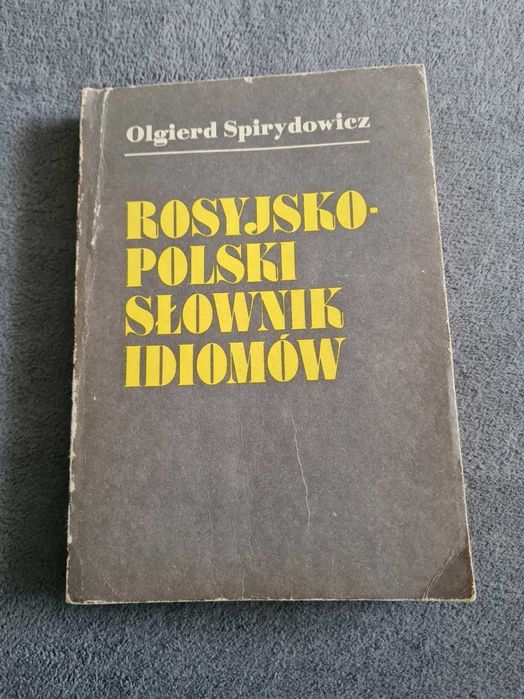 Olgierd Spirydowicz
ROSYJSKO-
POLSKI
SŁOWNIK
IDIOMÓW